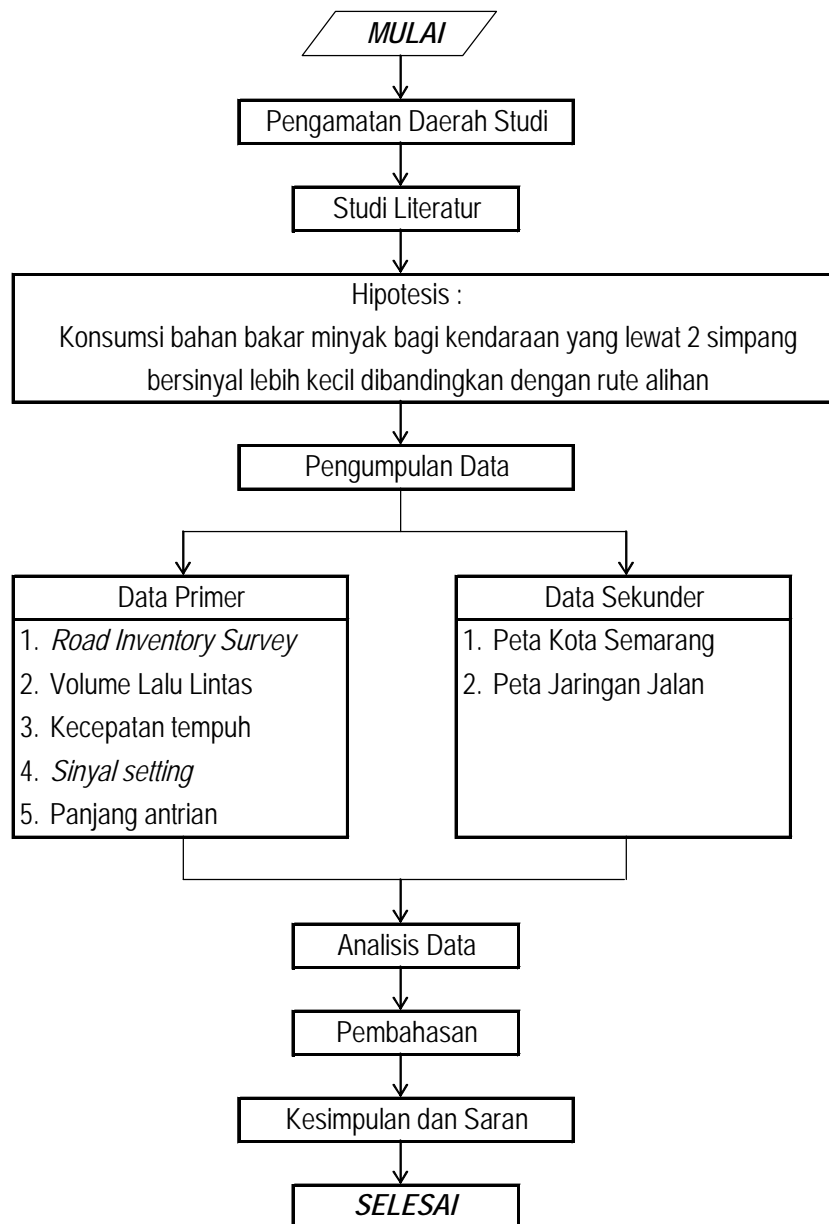 MULAI
Pengamatan Daerah Studi
Studi Literatur
Hipotesis :
Konsumsi bahan bakar minyak bagi kendaraan yang lewat 2 simpang
bersinyal lebih kecil dibandingkan dengan rute alihan
Pengumpulan Data
Data Primer
1. Road Inventory Survey
2. Volume Lalu Lintas
3. Kecepatan tempuh
4. Sinyal setting
5. Panjang antrian
Data Sekunder
1. Peta Kota Semarang
2. Peta Jaringan Jalan
Analisis Data
Pembahasan
Kesimpulan dan Saran
SELESAI